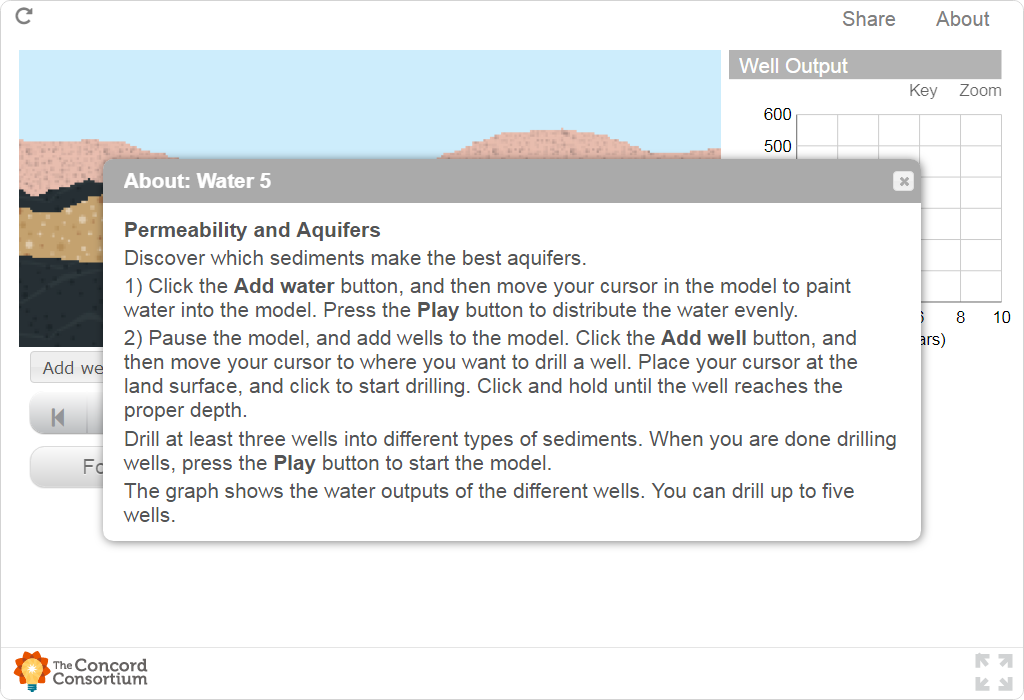 Share About
Well Output
Key Zoom
600
500
About: Water 5
Permeability and Aquifers
Discover which sediments make the best aquifers.
1) Click the Add water button, and then move your cursor in the model to paint
water into the model. Press the Play button to distribute the water evenly.
2) Pause the model, and add wells to the model. Click the Add well button, and
then move your cursor to where you want to drill a well. Place your cursor at the
land surface, and click to start drilling. Click and hold until the well reaches the
proper depth.
Drill at least three wells into different types of sediments. When you are done drilling
wells, press the Play button to start the model.
The graph shows the water outputs of the different wells. You can drill up to five
wells.
8 10
ars)
Add we
Fo
The Concord
Consortium